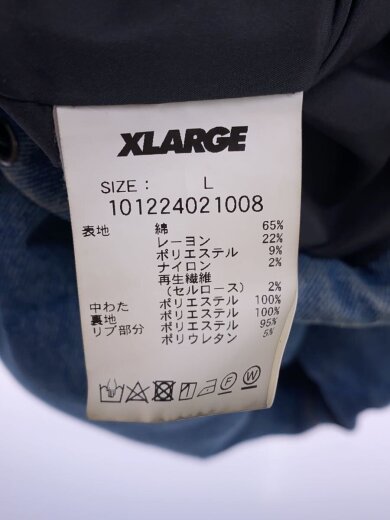 XLARGE
SIZE : L
101224021008
表地 綿 65%
レーヨン 22%
ポリエステル 9%
ナイロン 2%
再生繊維
(セルロース) 2%
中わた ポリエステル 100%
裏地 ポリエステル 100%
リブ部分 ポリエステル 95%
ポリウレタン 5%
F W